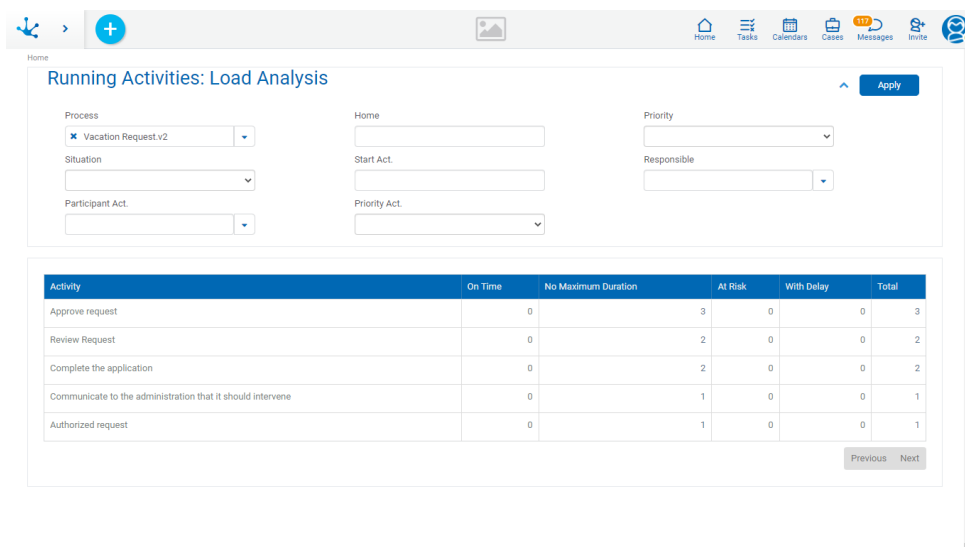 117
Home Tasks Calendars Cases Messages Invite
Home
Running Activities: Load Analysis
Apply
Process Home Priority
Vacation Request.v2
Situation Start Act. Responsible
Participant Act. Priority Act.
Activity On Time No Maximum Duration At Risk With Delay Total
Approve request 0 3 0 0 3
Review Request 0 2 0 0 2
Complete the application 0 2 0 0 2
Communicate to the administration that it should intervene 0 1 0 0 1
Authorized request 0 1 0 0 1
Previous Next